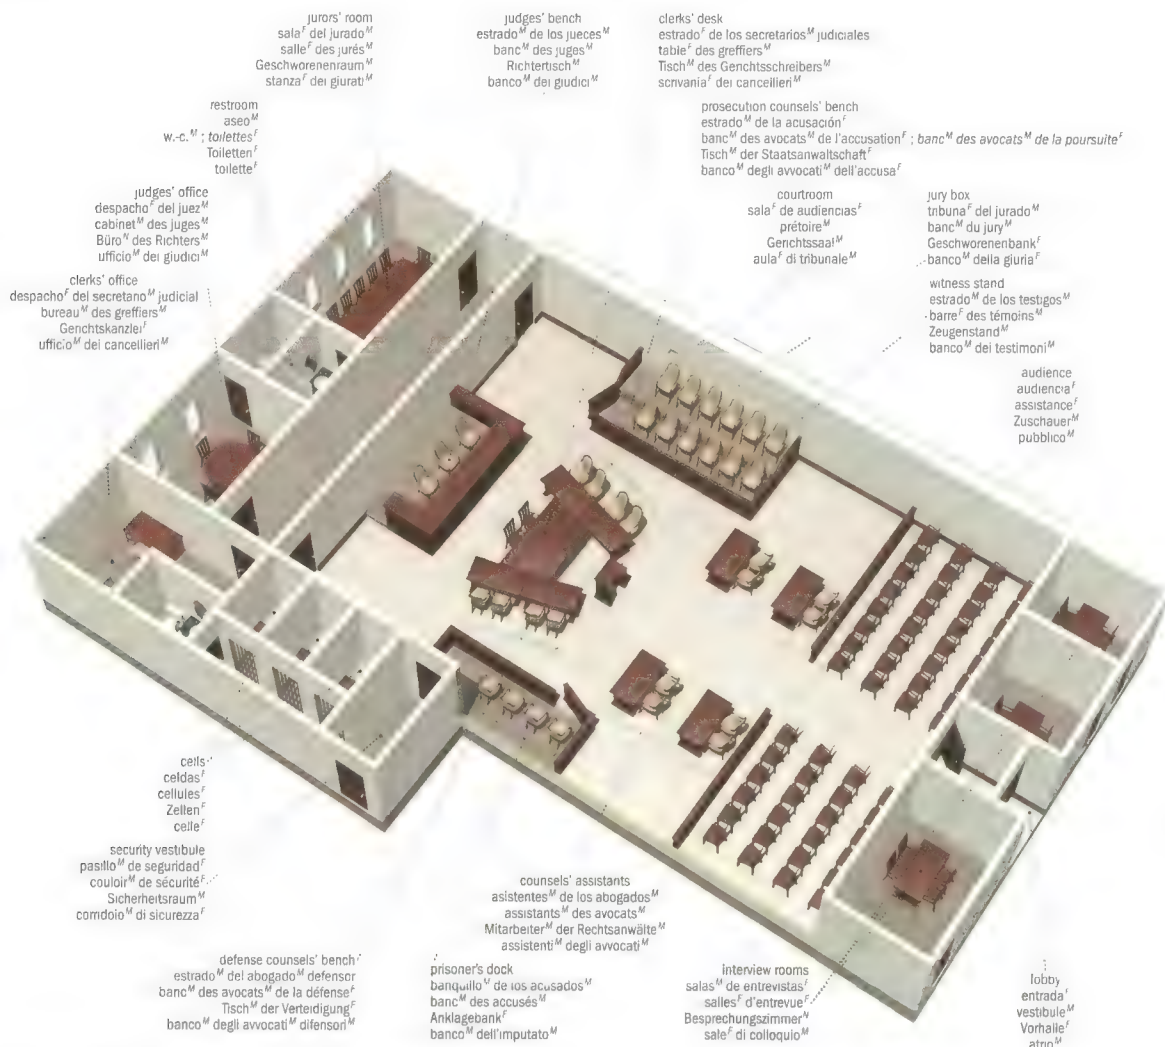 jurors' room
sala^F del jurado^M
salle^F des jurés^M
Geschworenenraum^M
stanza^F dei giurati^M
judges' bench
estrado^M de los jueces^M
banc^M des juges^M
Richtertisch^M
banco^M dei giudici^M
clerks' desk
estrado^F de los secretarios^M judiciales
table^F des greffiers^M
Tisch^M des Gerichtsschreibers^M
scrivania^F dei cancellieri^M
restroom
aseo^M
w.-c.^M ; toilettes^F
Toiletten^F
toilette^F
prosecution counsels' bench
estrado^M de la acusación^F
banc^M des avocats^M de l'accusation^F ; banc^M des avocats^M de la poursuite^F
Tisch^M der Staatsanwaltschaft^F
banco^M degli avvocati^M dell'accusa^F
judges' office
despacho^F del juez^M
cabinet^M des juges^M
Büro^N des Richters^M
ufficio^M dei giudici^M
courtroom
sala^F de audiencias^F
prétoire^M
Gerichtssaal^M
aula^F di tribunale^M
jury box
tribuna^F del jurado^M
banc^M du jury^M
Geschworenenbank^F
banco^M della giuria^F
clerks' office
despacho^F del secretario^M judicial
bureau^M des greffiers^M
Gerichtskanzlei^F
ufficio^M dei cancellieri^M
witness stand
estrado^M de los testigos^M
barre^F des témoins^M
Zeugenstand^M
banco^M dei testimoni^M
audience
audiencia^F
assistance^F
Zuschauer^M
pubblico^M
cells
celdas^F
cellules^F
Zellen^F
celle^F
security vestibule
pasillo^M de seguridad^F
couloir^M de sécurité^F
Sicherheitsraum^M
corridoio^M di sicurezza^F
counsels' assistants
asistentes^M de los abogados^M
assistants^M des avocats^M
Mitarbeiter^M der Rechtsanwälte^M
assistenti^M degli avvocati^M
defense counsels' bench
estrado^M del abogado^M defensor
banc^M des avocats^M de la défense^F
Tisch^M der Verteidigung^F
banco^M degli avvocati^M difensori^M
prisoner's dock
banquillo^M de los acusados^M
banc^M des accusés^M
Anklagebank^F
banco^M dell'imputato^M
interview rooms
salas^M de entrevistas^F
salles^F d'entrevue^F
Besprechungszimmer^N
sale^F di colloquio^M
lobby
entrada^F
vestibule^M
Vorhalle^F
atrio^M